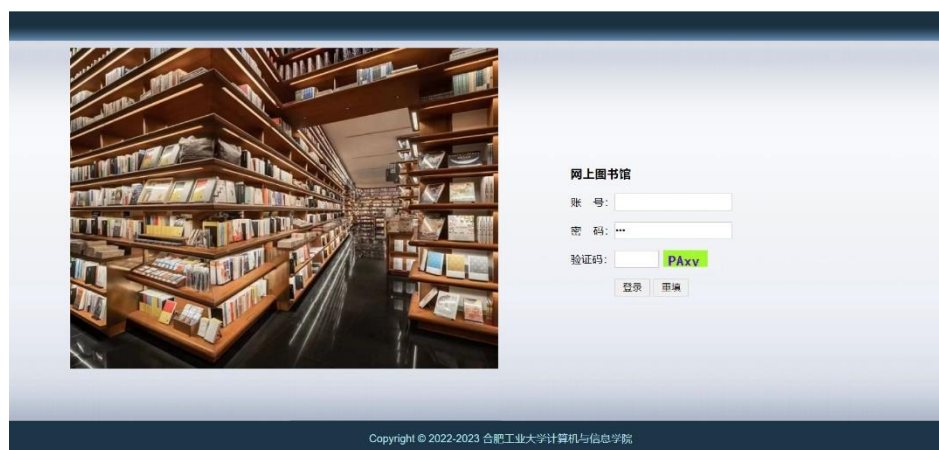 网上图书馆
账 号：
密 码： •••
验证码： PAxv
登录 重填
Copyright © 2022-2023 合肥工业大学计算机与信息学院